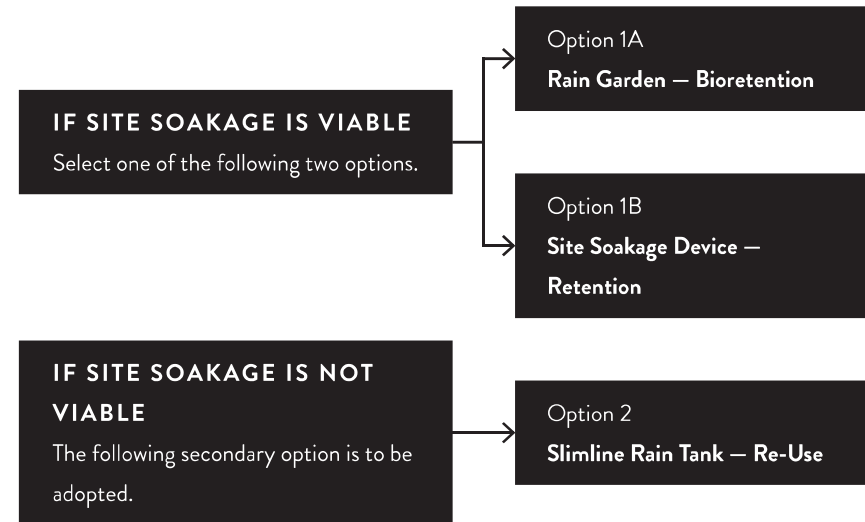 IF SITE SOAKAGE IS VIABLE
Select one of the following two options.
Option 1A
Rain Garden — Bioretention
Option 1B
Site Soakage Device —
Retention
IF SITE SOAKAGE IS NOT
VIABLE
The following secondary option is to be
adopted.
Option 2
Slimline Rain Tank — Re-Use